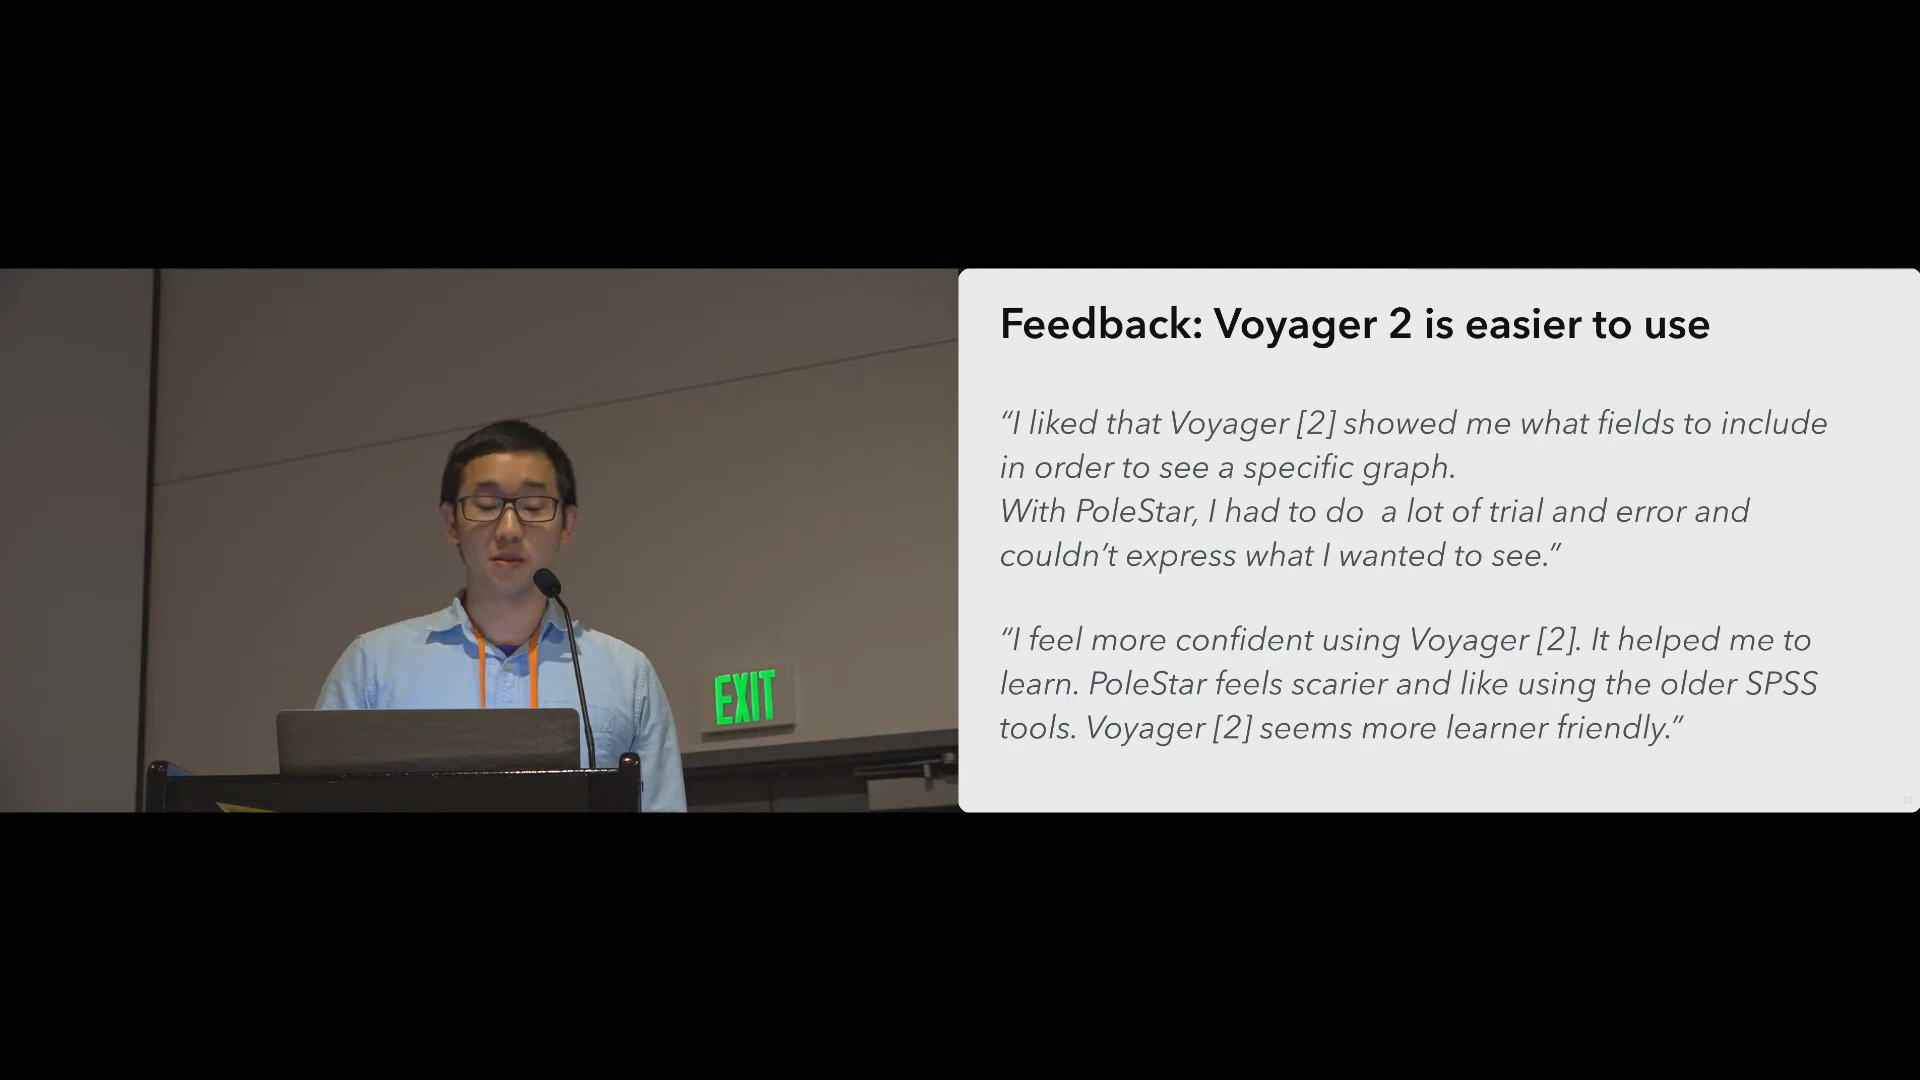 EXIT
Feedback: Voyager 2 is easier to use
“I liked that Voyager [2] showed me what fields to include
in order to see a specific graph.
With PoleStar, I had to do  a lot of trial and error and
couldn’t express what I wanted to see.”
“I feel more confident using Voyager [2]. It helped me to
learn. PoleStar feels scarier and like using the older SPSS
tools. Voyager [2] seems more learner friendly.”